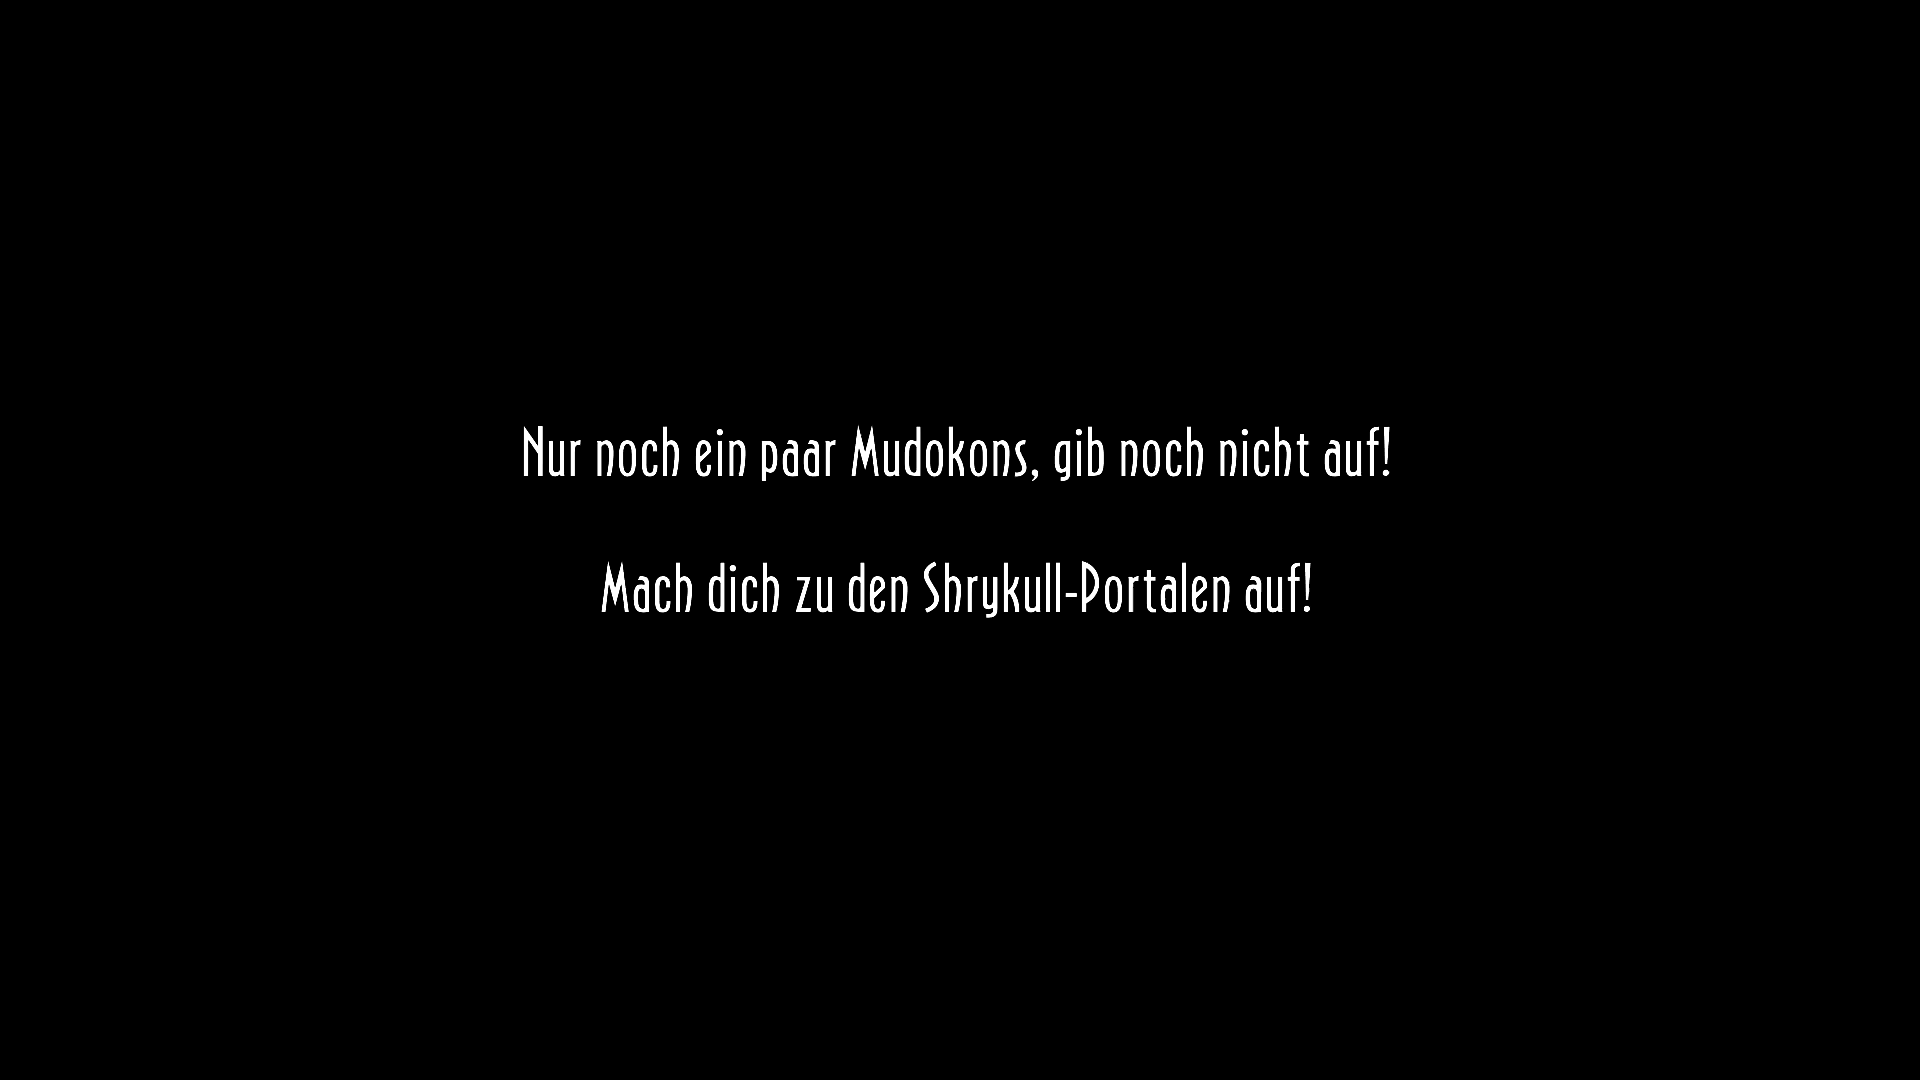 Nur noch ein paar Mudokons, gib noch nicht auf!
Mach dich zu den Shrykull-Portalen auf!